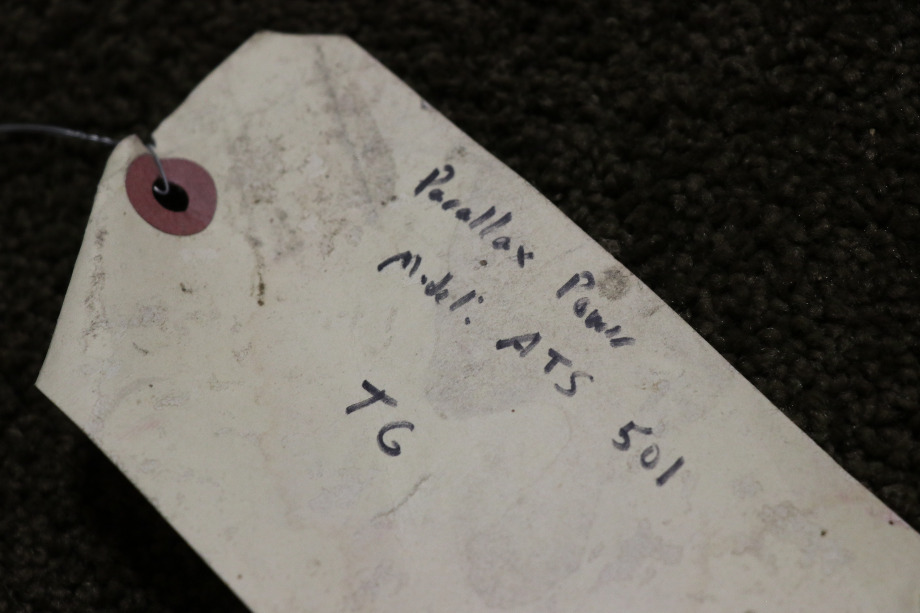 Parallax Power
Model: ATS 501
TG